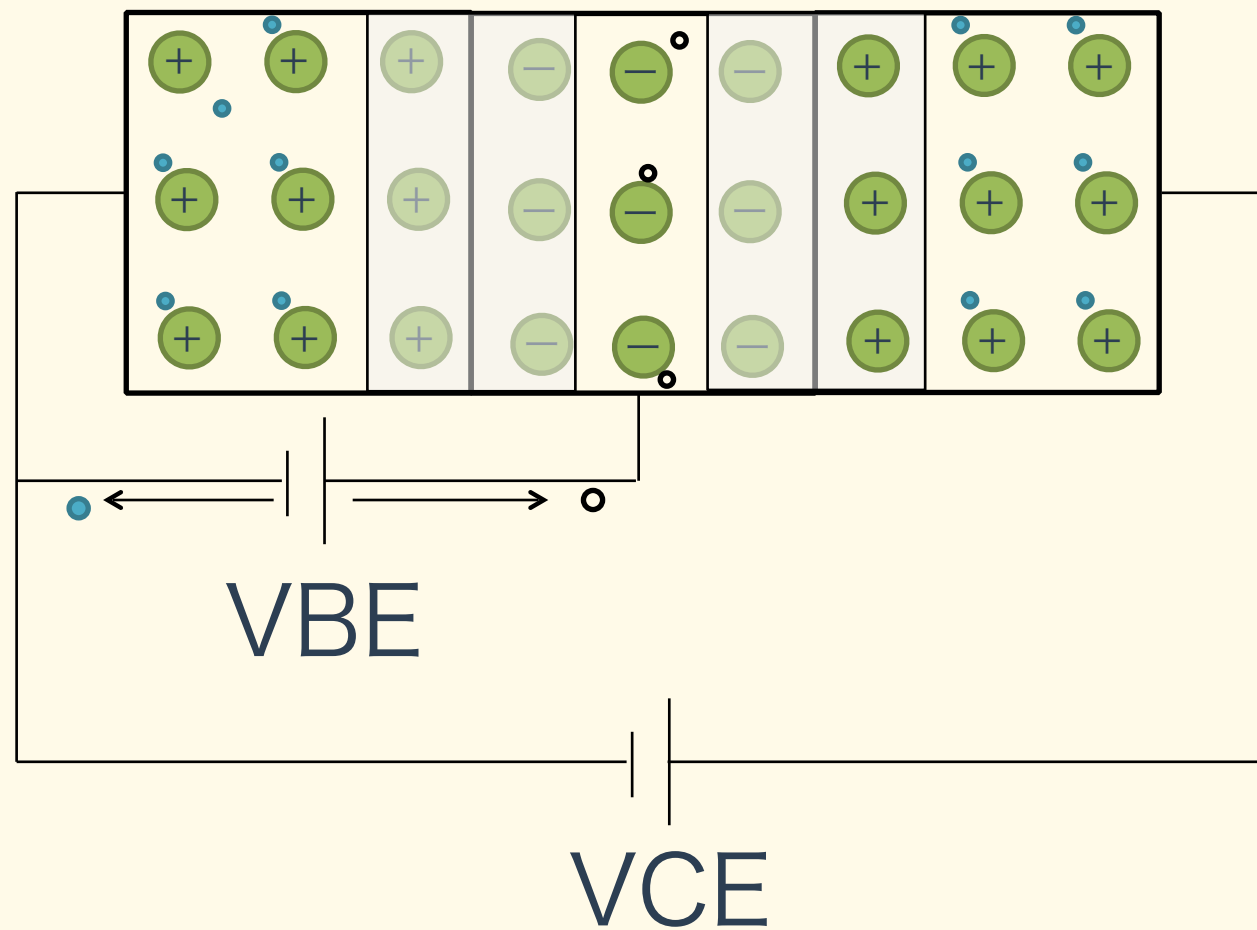 + + + − − − + + +
+ + + − − − + + +
+ + + − − − + + +
VBE
VCE